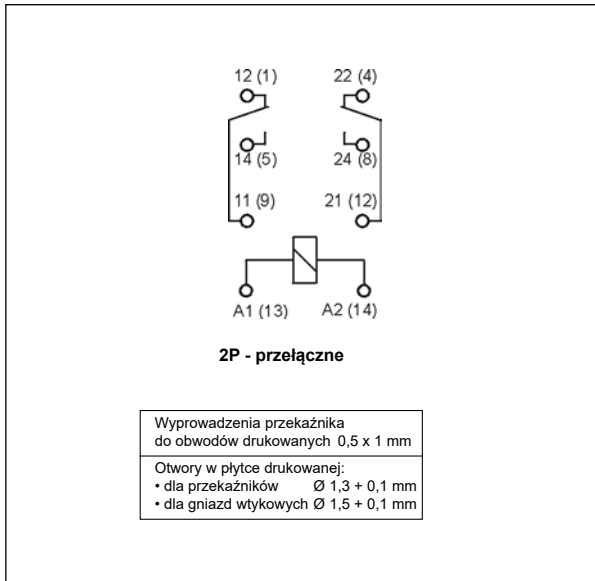 12 (1) 22 (4)
14 (5) 24 (8)
11 (9) 21 (12)
A1 (13) A2 (14)
2P - przełączne
Wyprowadzenia przekaźnika
do obwodów drukowanych 0,5 x 1 mm
Otwory w płytce drukowanej:
• dla przekaźników Ø 1,3 + 0,1 mm
• dla gniazd wtykowych Ø 1,5 + 0,1 mm